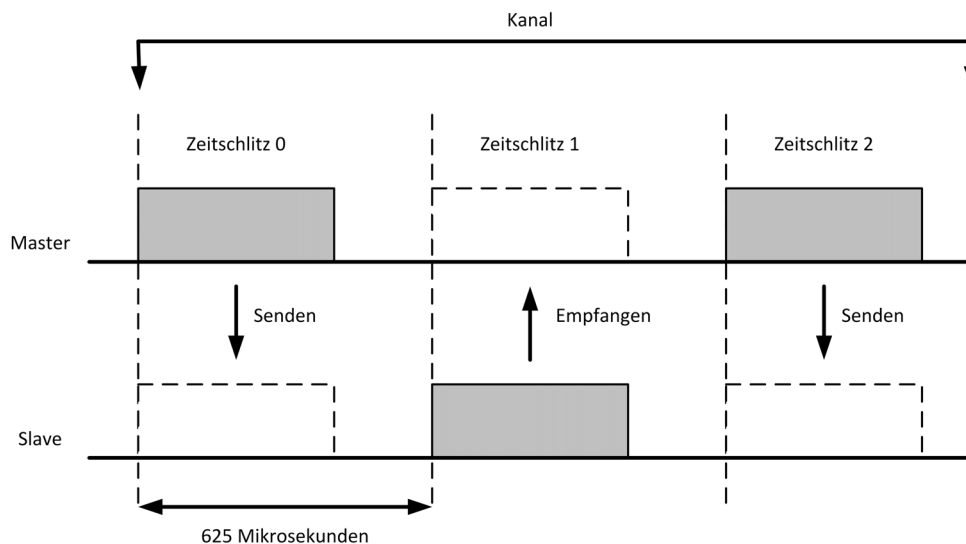 Kanal
Zeitschlitz 0
Zeitschlitz 1
Zeitschlitz 2
Master
Senden
Empfangen
Senden
Slave
625 Mikrosekunden